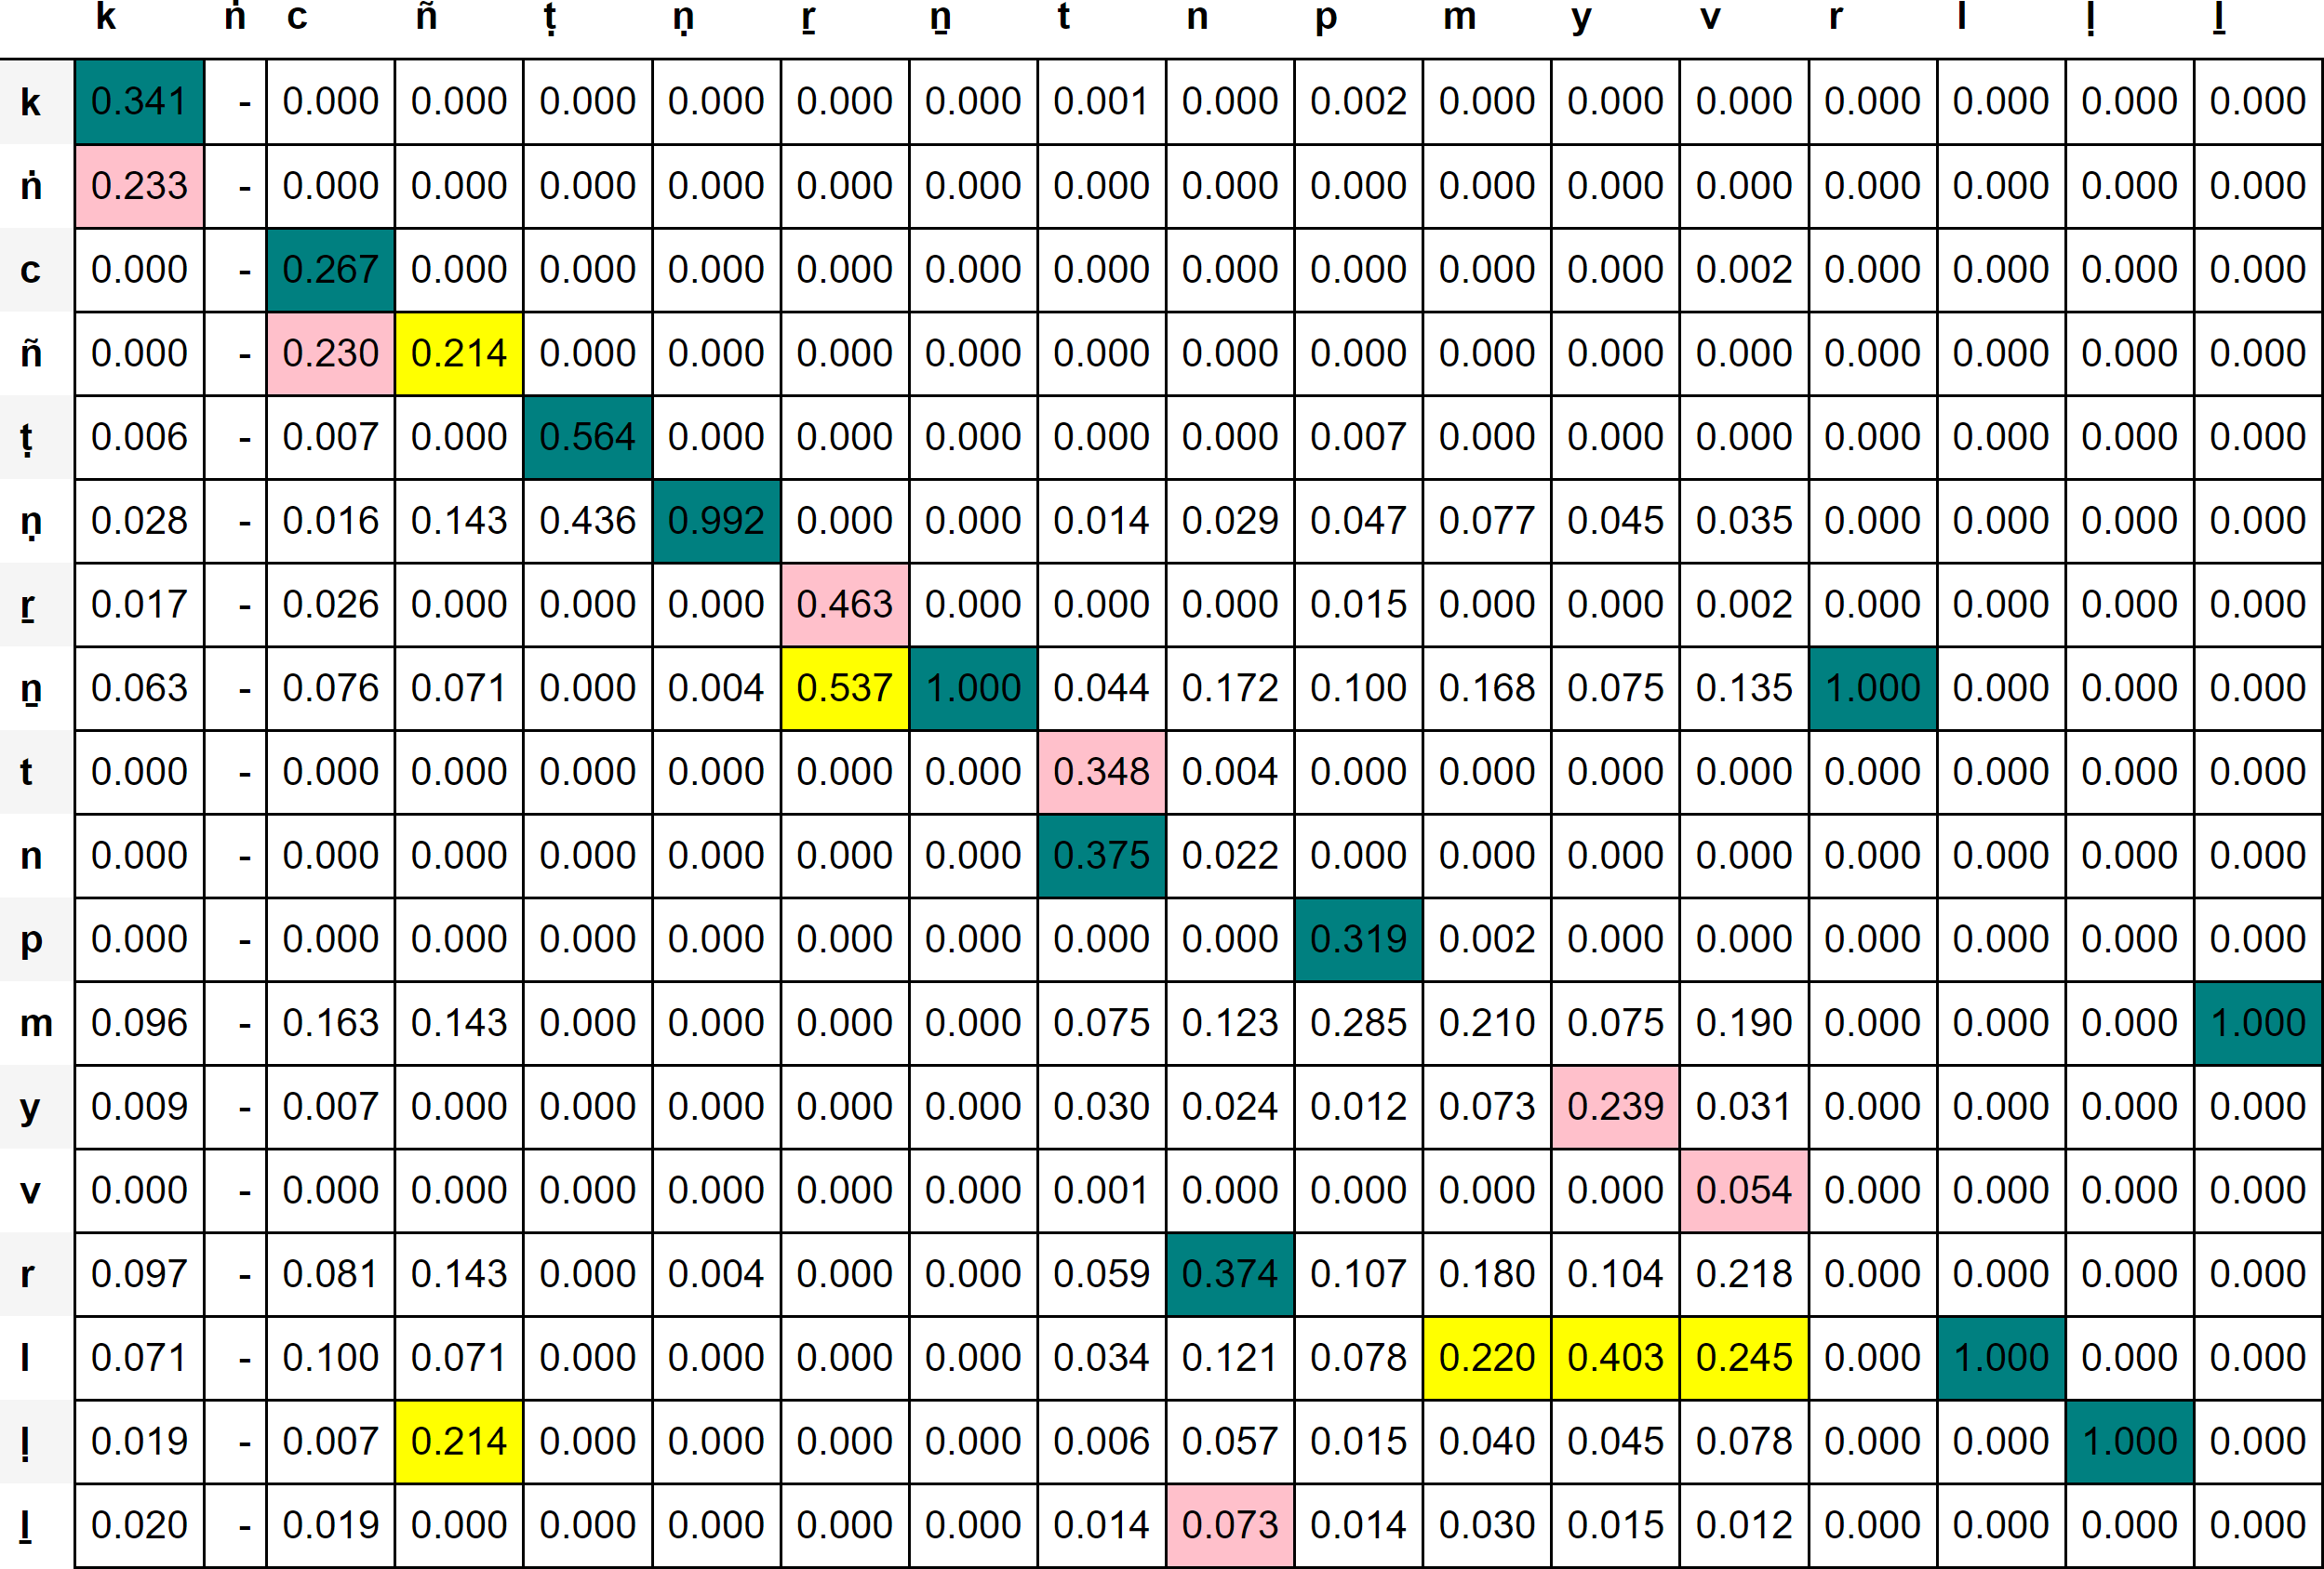 k ṅ c ñ ṭ ṇ ṟ ṉ t n p m y v r l ḷ ḻ
k 0.341 - 0.000 0.000 0.000 0.000 0.000 0.000 0.001 0.000 0.002 0.000 0.000 0.000 0.000 0.000 0.000 0.000
ṅ 0.233 - 0.000 0.000 0.000 0.000 0.000 0.000 0.000 0.000 0.000 0.000 0.000 0.000 0.000 0.000 0.000 0.000
c 0.000 - 0.267 0.000 0.000 0.000 0.000 0.000 0.000 0.000 0.000 0.000 0.000 0.002 0.000 0.000 0.000 0.000
ñ 0.000 - 0.230 0.214 0.000 0.000 0.000 0.000 0.000 0.000 0.000 0.000 0.000 0.000 0.000 0.000 0.000 0.000
ṭ 0.006 - 0.007 0.000 0.564 0.000 0.000 0.000 0.000 0.000 0.007 0.000 0.000 0.000 0.000 0.000 0.000 0.000
ṇ 0.028 - 0.016 0.143 0.436 0.992 0.000 0.000 0.014 0.029 0.047 0.077 0.045 0.035 0.000 0.000 0.000 0.000
ṟ 0.017 - 0.026 0.000 0.000 0.000 0.463 0.000 0.000 0.000 0.015 0.000 0.000 0.002 0.000 0.000 0.000 0.000
ṉ 0.063 - 0.076 0.071 0.000 0.004 0.537 1.000 0.044 0.172 0.100 0.168 0.075 0.135 1.000 0.000 0.000 0.000
t 0.000 - 0.000 0.000 0.000 0.000 0.000 0.000 0.348 0.004 0.000 0.000 0.000 0.000 0.000 0.000 0.000 0.000
n 0.000 - 0.000 0.000 0.000 0.000 0.000 0.000 0.375 0.022 0.000 0.000 0.000 0.000 0.000 0.000 0.000 0.000
p 0.000 - 0.000 0.000 0.000 0.000 0.000 0.000 0.000 0.000 0.319 0.002 0.000 0.000 0.000 0.000 0.000 0.000
m 0.096 - 0.163 0.143 0.000 0.000 0.000 0.000 0.075 0.123 0.285 0.210 0.075 0.190 0.000 0.000 0.000 1.000
y 0.009 - 0.007 0.000 0.000 0.000 0.000 0.000 0.030 0.024 0.012 0.073 0.239 0.031 0.000 0.000 0.000 0.000
v 0.000 - 0.000 0.000 0.000 0.000 0.000 0.000 0.001 0.000 0.000 0.000 0.000 0.054 0.000 0.000 0.000 0.000
r 0.097 - 0.081 0.143 0.000 0.004 0.000 0.000 0.059 0.374 0.107 0.180 0.104 0.218 0.000 0.000 0.000 0.000
l 0.071 - 0.100 0.071 0.000 0.000 0.000 0.000 0.034 0.121 0.078 0.220 0.403 0.245 0.000 1.000 0.000 0.000
ḷ 0.019 - 0.007 0.214 0.000 0.000 0.000 0.000 0.006 0.057 0.015 0.040 0.045 0.078 0.000 0.000 1.000 0.000
ḻ 0.020 - 0.019 0.000 0.000 0.000 0.000 0.000 0.014 0.073 0.014 0.030 0.015 0.012 0.000 0.000 0.000 0.000